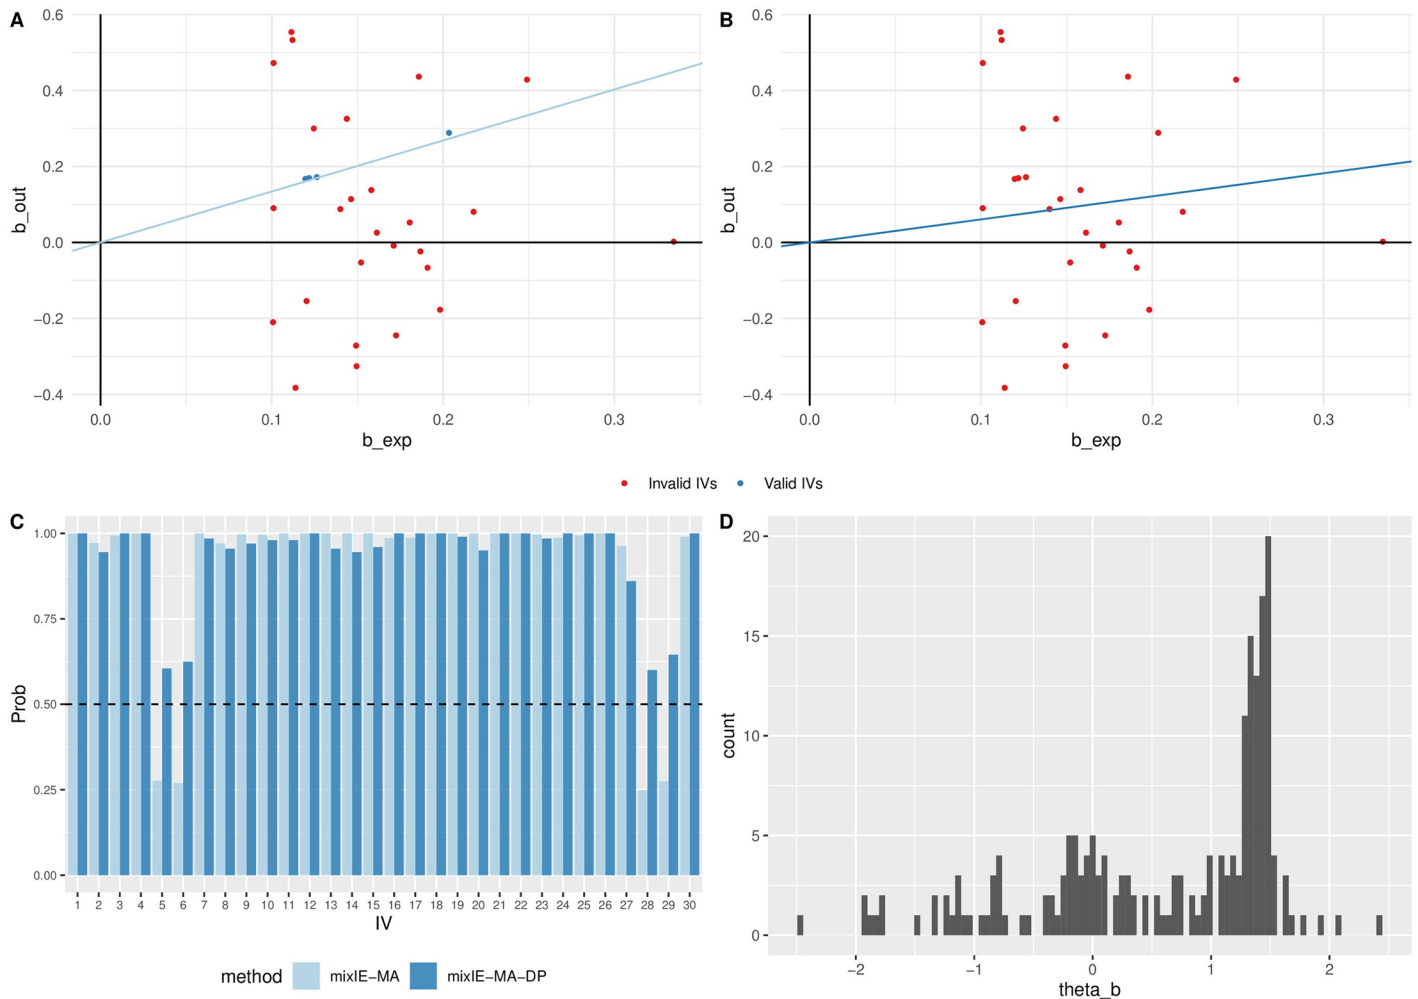 A
0.6
0.4
0.2
0.0
−0.2
−0.4
b_out
0.0 0.1 0.2 0.3
b_exp
B
0.6
0.4
0.2
0.0
−0.2
−0.4
b_out
0.0 0.1 0.2 0.3
b_exp
Invalid IVs Valid IVs
C
1.00
0.75
0.50
0.25
0.00
Prob
1 2 3 4 5 6 7 8 9 10 11 12 13 14 15 16 17 18 19 20 21 22 23 24 25 26 27 28 29 30
IV
method mixIE−MA mixIE−MA−DP
D
20
15
10
5
0
count
−2 −1 0 1 2
theta_b